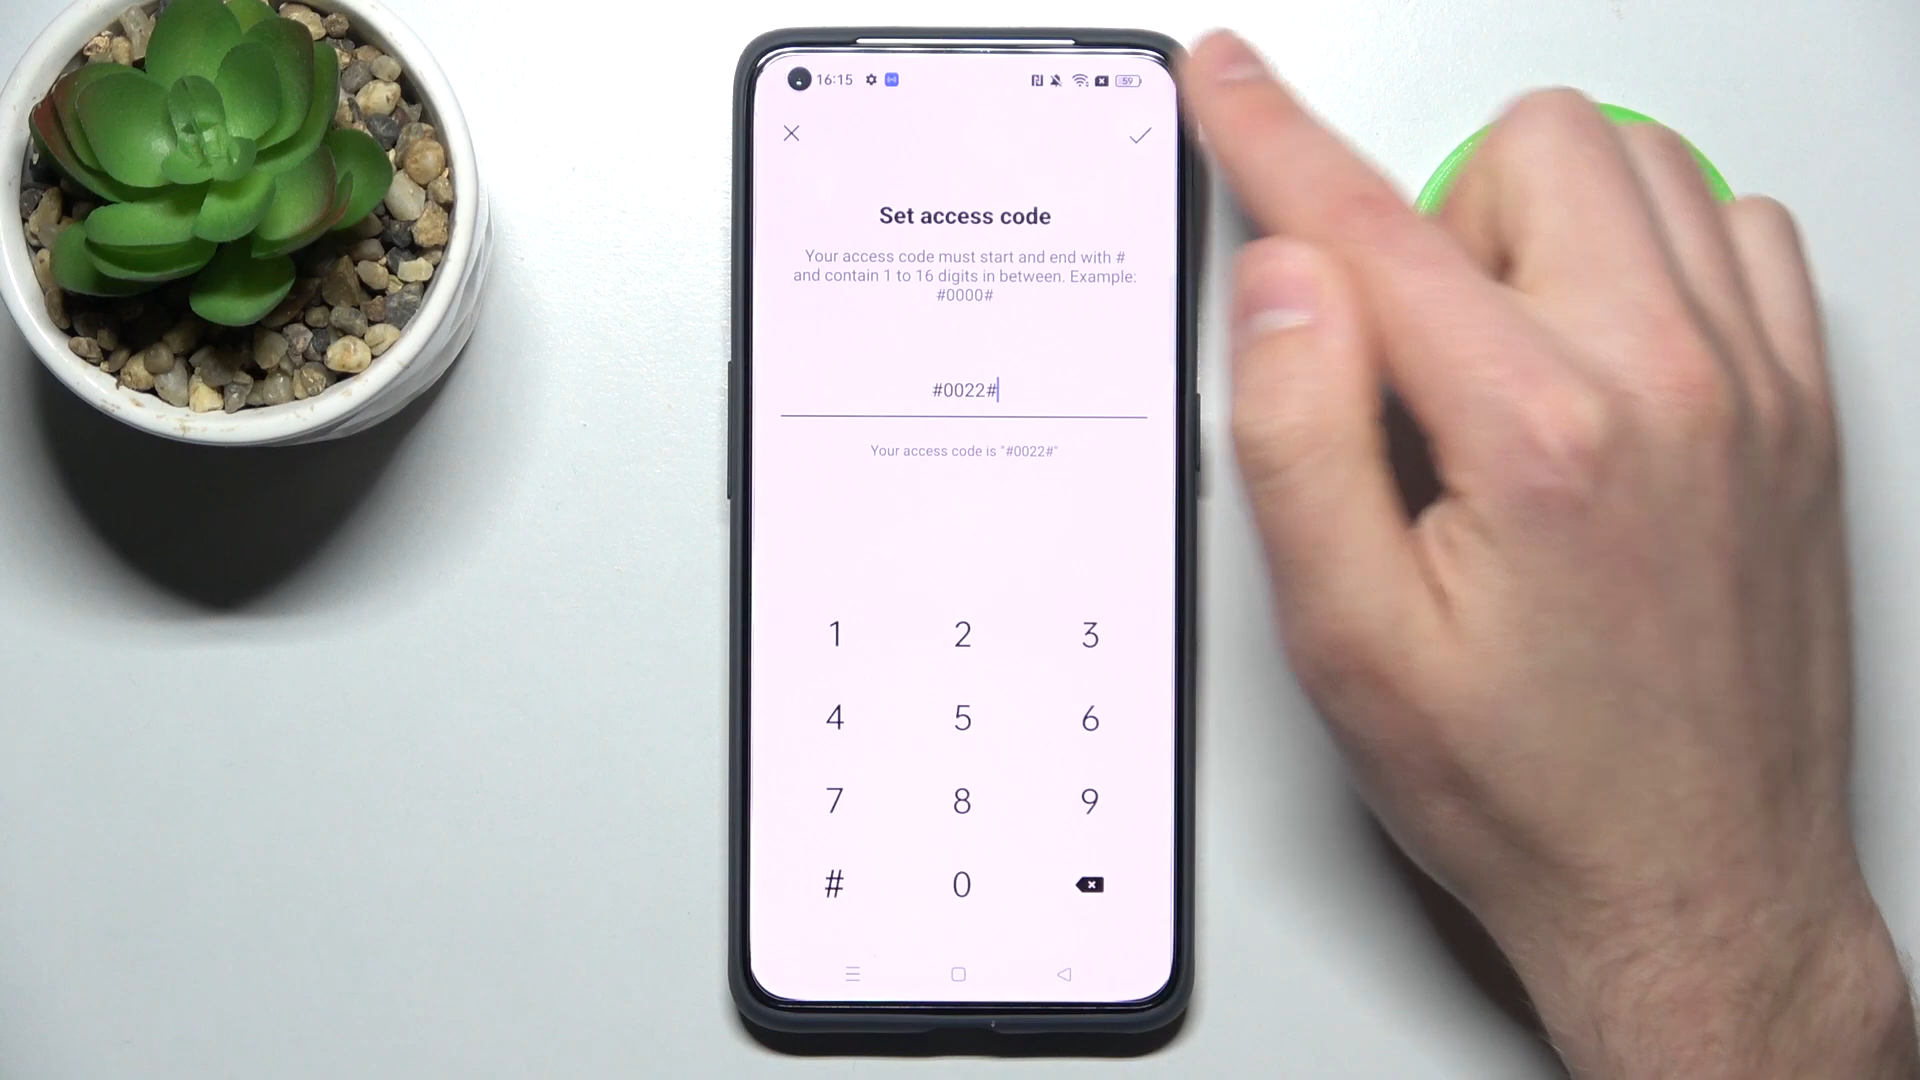 16:15
59
Set access code
Your access code must start and end with #
and contain 1 to 16 digits in between. Example:
#0000#
#0022#
Your access code is "#0022#"
1 2 3
4 5 6
7 8 9
# 0